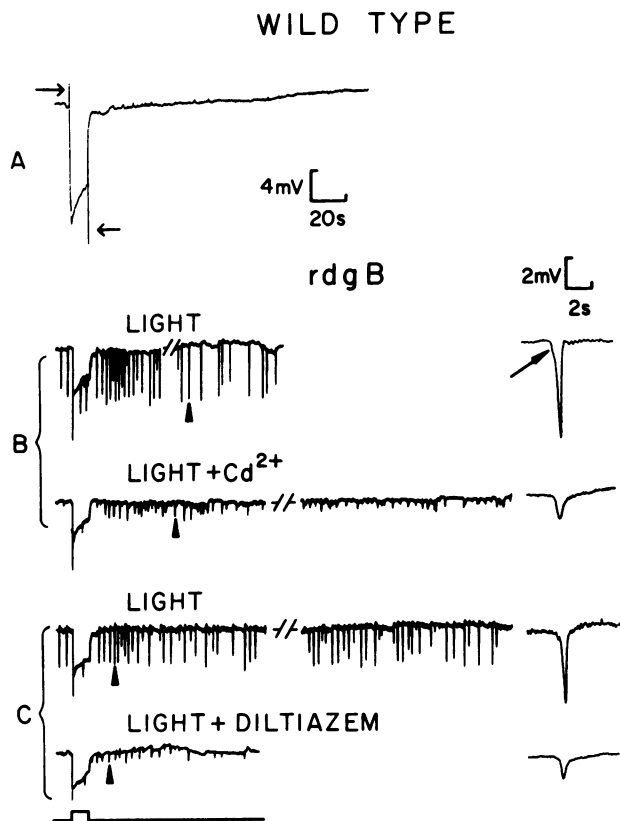 WILD TYPE
A
4mV
20s
rdgB
2mV
2s
LIGHT
B
LIGHT+Cd²⁺
LIGHT
C
LIGHT + DILTIAZEM